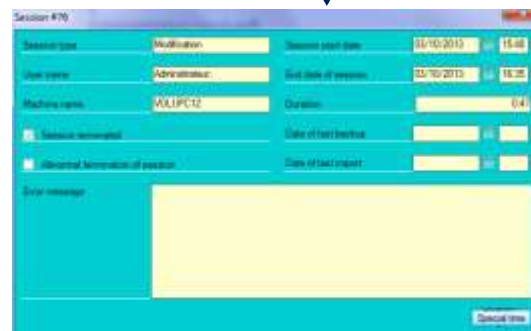 Session #76
Session type Modification Session start date 03/10/2013 15:48
User name Administrateur End date of session 03/10/2013 16:35
Machine name VOLUPC12 Duration
Session terminated Date of last backup
Abnormal termination of session Date of last import
Error message
Special time